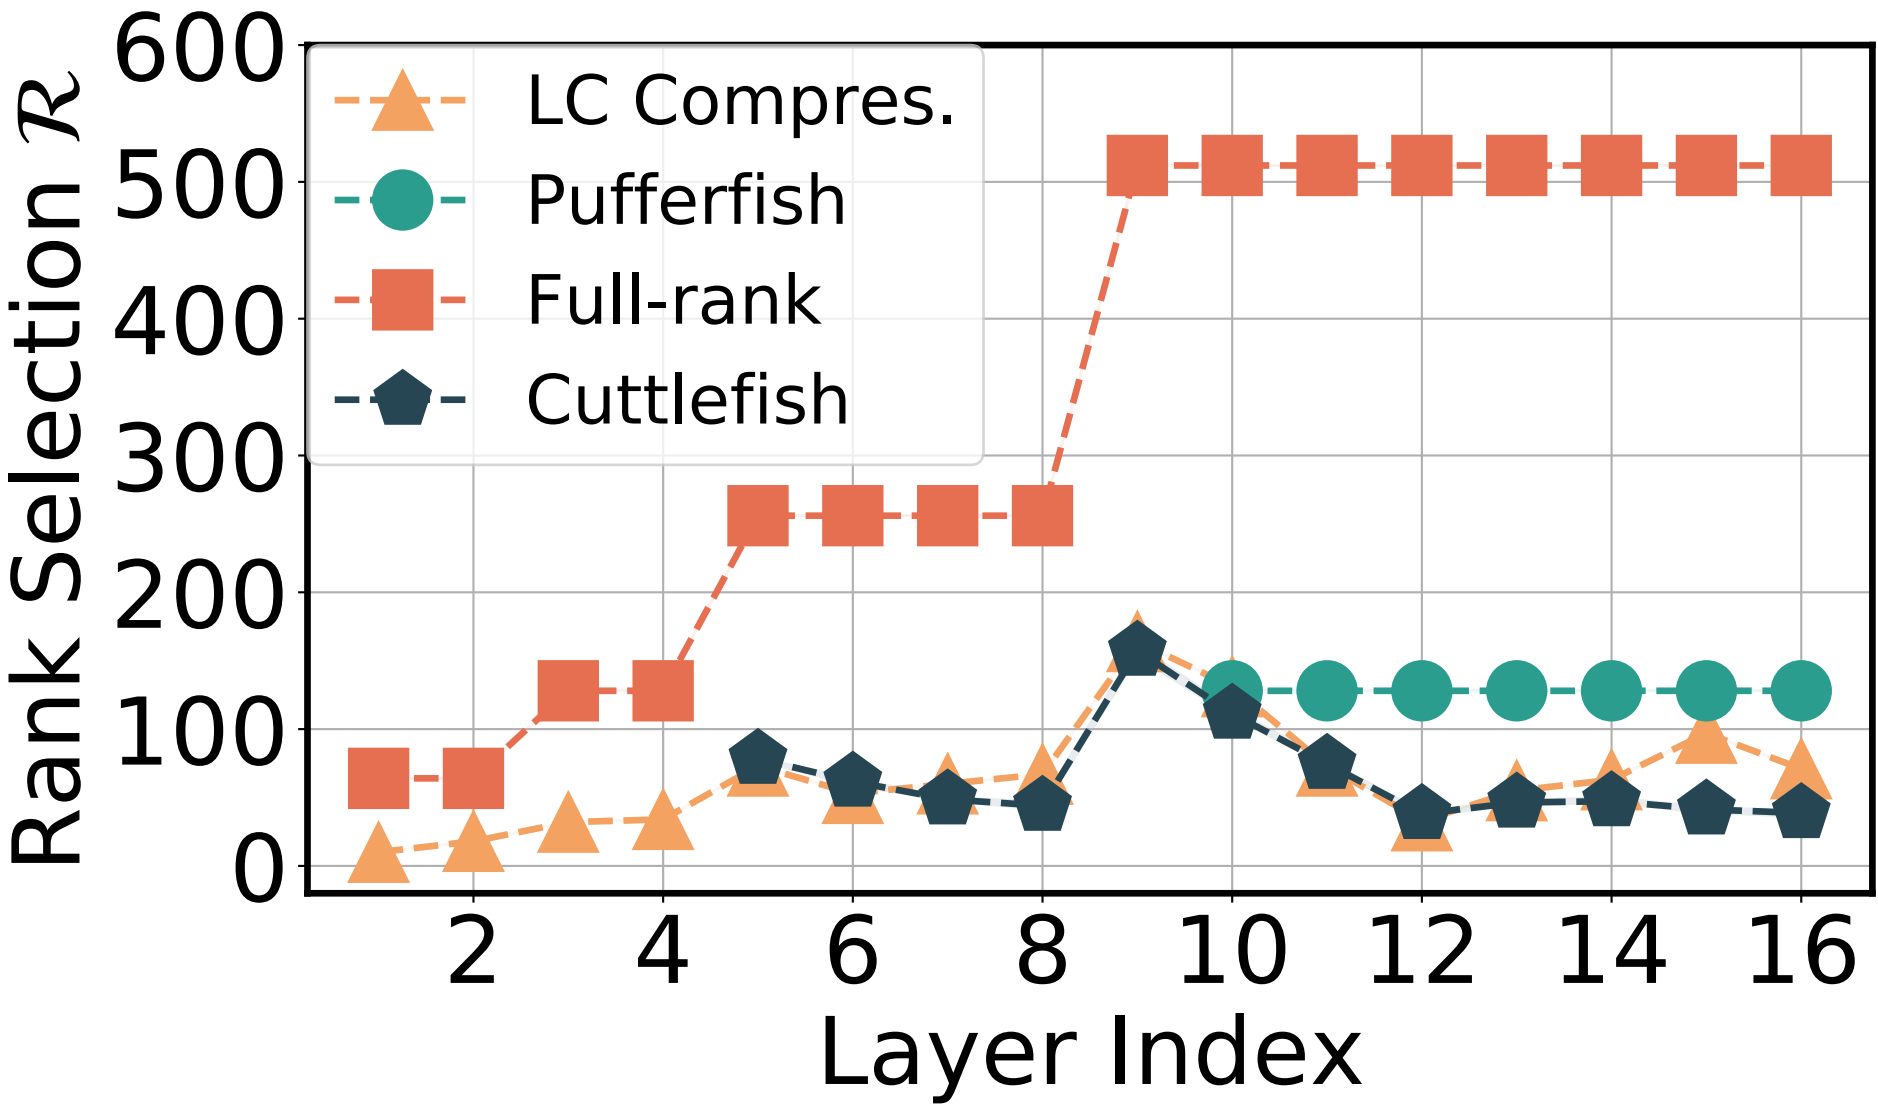 Rank Selection ℛ
600
500
400
300
200
100
0
LC Compres.
Pufferfish
Full-rank
Cuttlefish
2 4 6 8 10 12 14 16
Layer Index